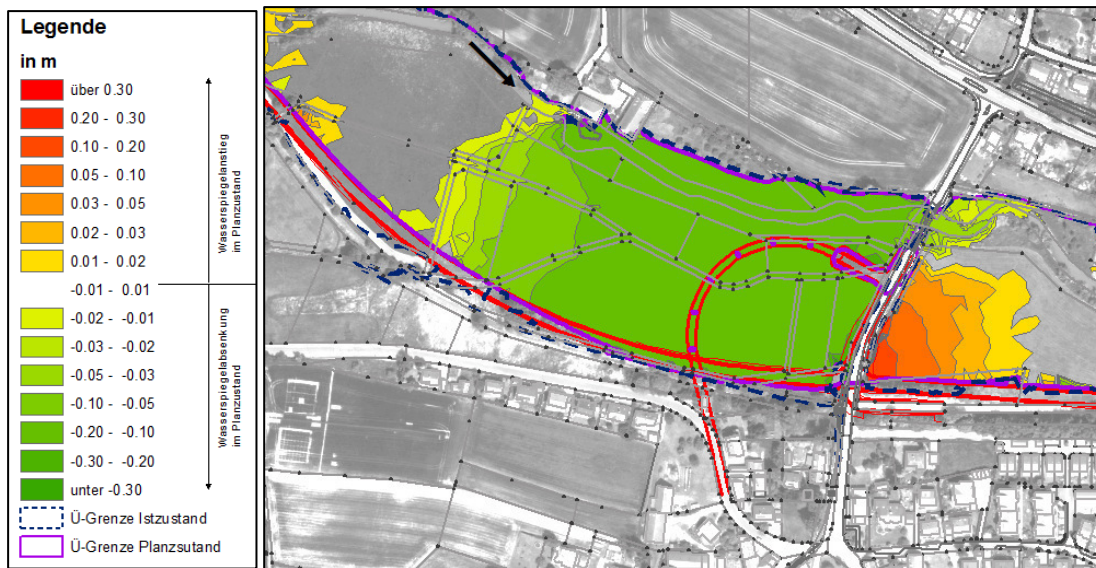 Legende
in m
über 0.30
0.20 - 0.30
0.10 - 0.20
0.05 - 0.10
0.03 - 0.05
0.02 - 0.03
0.01 - 0.02
-0.01 - 0.01
-0.02 - -0.01
-0.03 - -0.02
-0.05 - -0.03
-0.10 - -0.05
-0.20 - -0.10
-0.30 - -0.20
unter -0.30
Ü-Grenze Istzustand
Ü-Grenze Planzsutand
Wasserspiegelanstieg
im Planzustand
Wasserspiegelabsenkung
im Planzustand